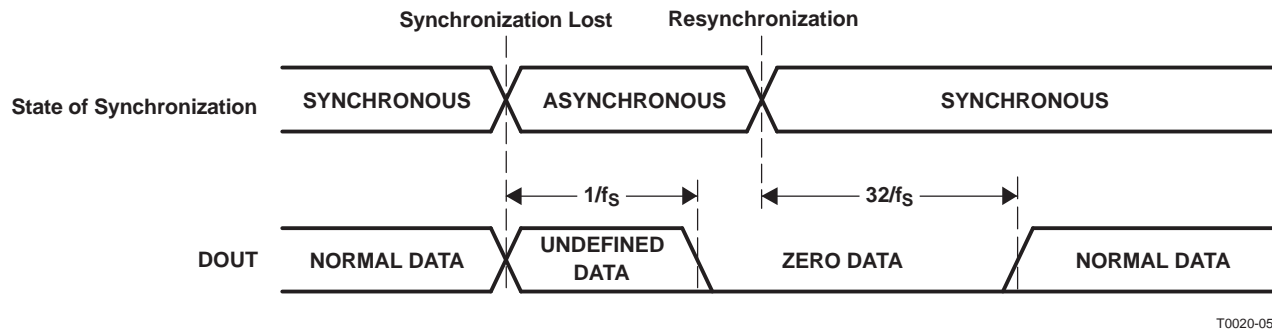 Synchronization Lost
Resynchronization
State of Synchronization
SYNCHRONOUS
ASYNCHRONOUS
SYNCHRONOUS
1/fS
32/fS
DOUT
NORMAL DATA
UNDEFINED
DATA
ZERO DATA
NORMAL DATA
T0020-05